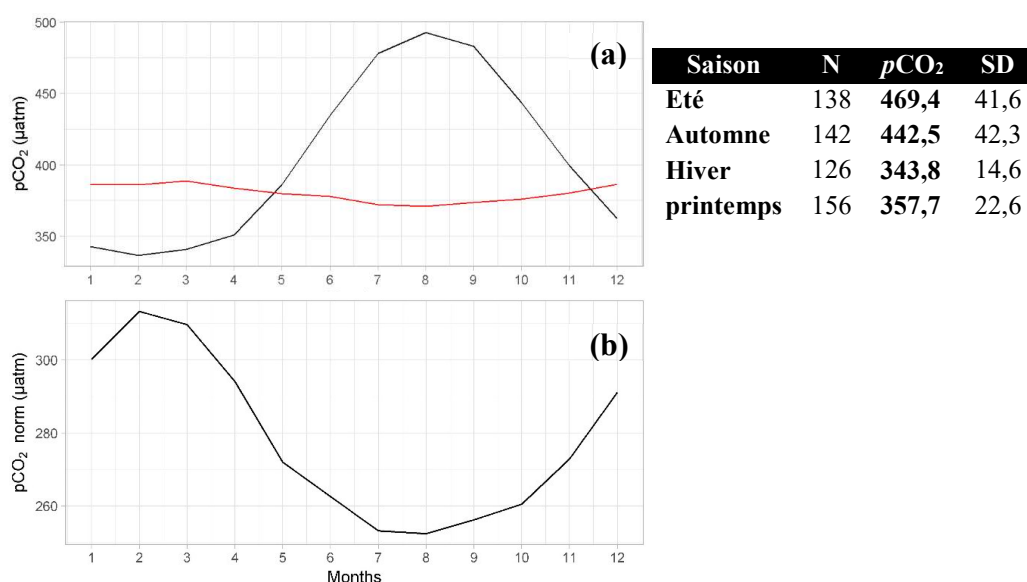 500
450
400
350
pCO₂ (µatm)
(a)
1 2 3 4 5 6 7 8 9 10 11 12
300
280
260
pCO₂ norm (µatm)
(b)
1 2 3 4 5 6 7 8 9 10 11 12
Months
Saison N pCO₂ SD
Eté 138 469,4 41,6
Automne 142 442,5 42,3
Hiver 126 343,8 14,6
printemps 156 357,7 22,6